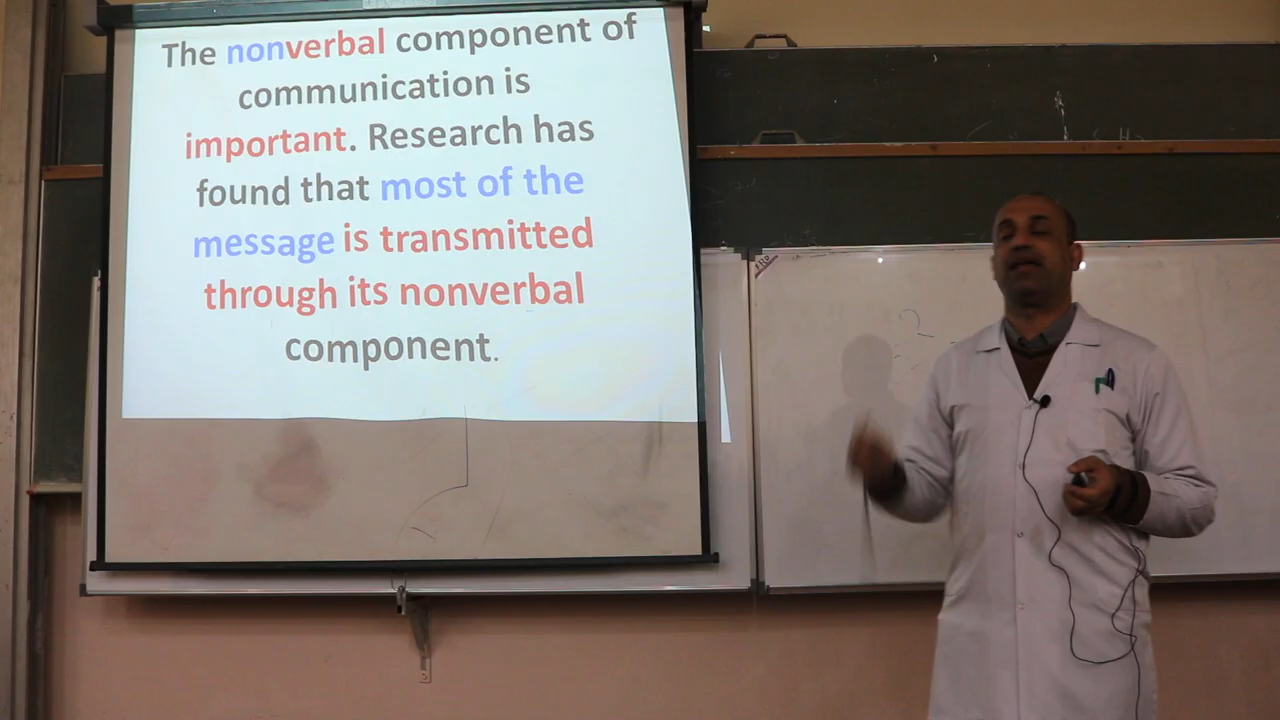 The nonverbal component of
communication is
important. Research has
found that most of the
message is transmitted
through its nonverbal
component.